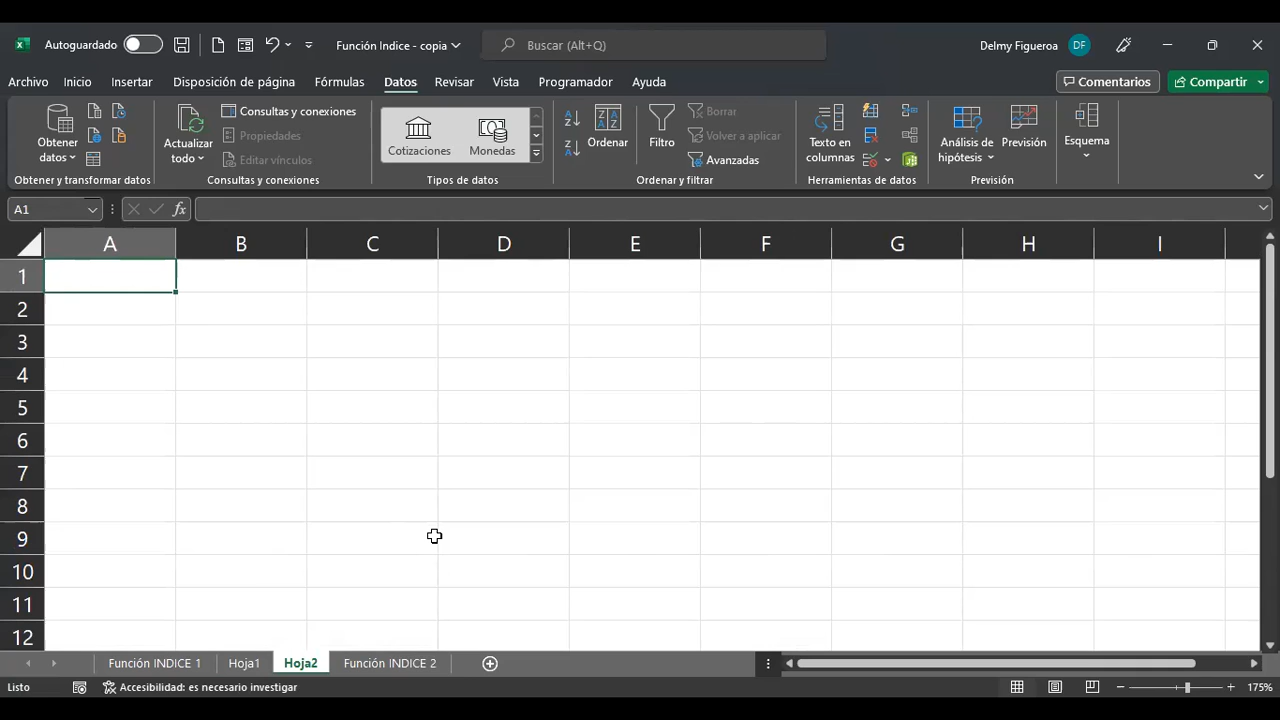 Autoguardado Función Indice - copia Buscar (Alt+Q) Delmy Figueroa DF
Archivo Inicio Insertar Disposición de página Fórmulas Datos Revisar Vista Programador Ayuda Comentarios Compartir
Obtener datos
Actualizar todo
Consultas y conexiones
Propiedades
Editar vínculos
Cotizaciones Monedas
Ordenar
Filtro
Borrar
Volver a aplicar
Avanzadas
Texto en columnas
Análisis de hipótesis
Previsión
Esquema
Obtener y transformar datos Consultas y conexiones Tipos de datos Ordenar y filtrar Herramientas de datos Previsión
A1 fx
A B C D E F G H I
1
2
3
4
5
6
7
8
9
10
11
12
Función INDICE 1 Hoja1 Hoja2 Función INDICE 2
Listo Accesibilidad: es necesario investigar 175%